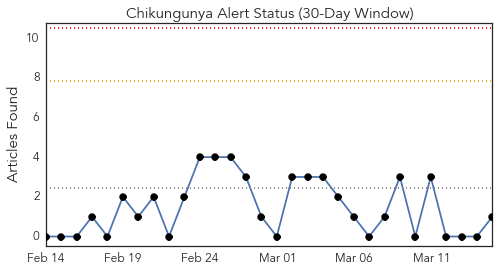 Chikungunya Alert Status (30-Day Window)
Articles Found
10
8
6
4
2
0
Feb 14 Feb 19 Feb 24 Mar 01 Mar 06 Mar 11